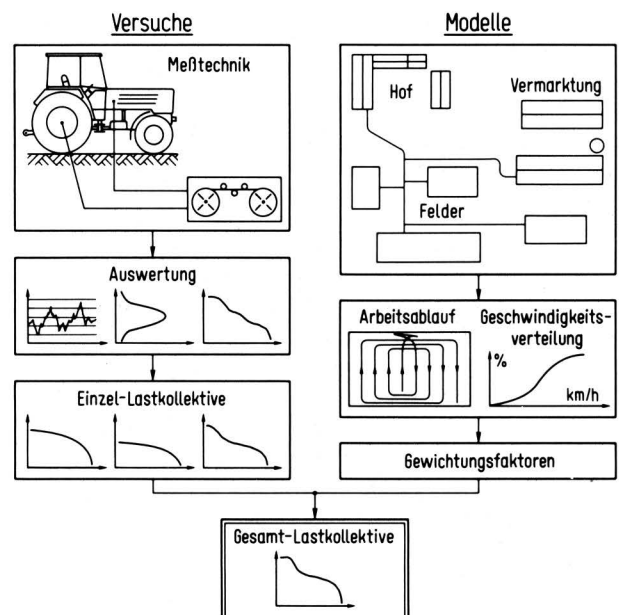 Versuche
Meßtechnik
Auswertung
Einzel-Lastkollektive
Modelle
Hof
Vermarktung
Felder
Arbeitsablauf
Geschwindigkeits-
verteilung
%
km/h
Gewichtungsfaktoren
Gesamt-Lastkollektive